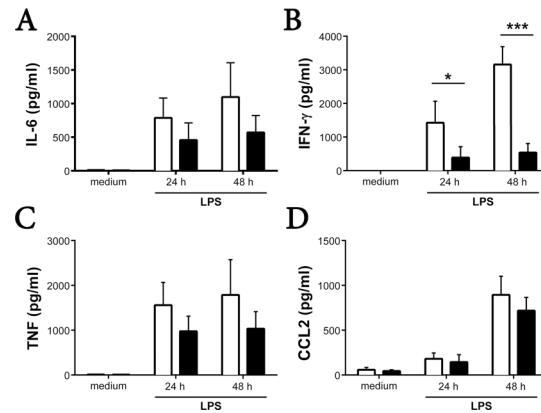 A
IL-6 (pg/ml)
2000
1500
1000
500
0
medium
24 h
48 h
LPS
B
IFN-γ (pg/ml)
4000
3000
2000
1000
0
*
***
medium
24 h
48 h
LPS
C
TNF (pg/ml)
3000
2000
1000
0
medium
24 h
48 h
LPS
D
CCL2 (pg/ml)
1500
1000
500
0
medium
24 h
48 h
LPS